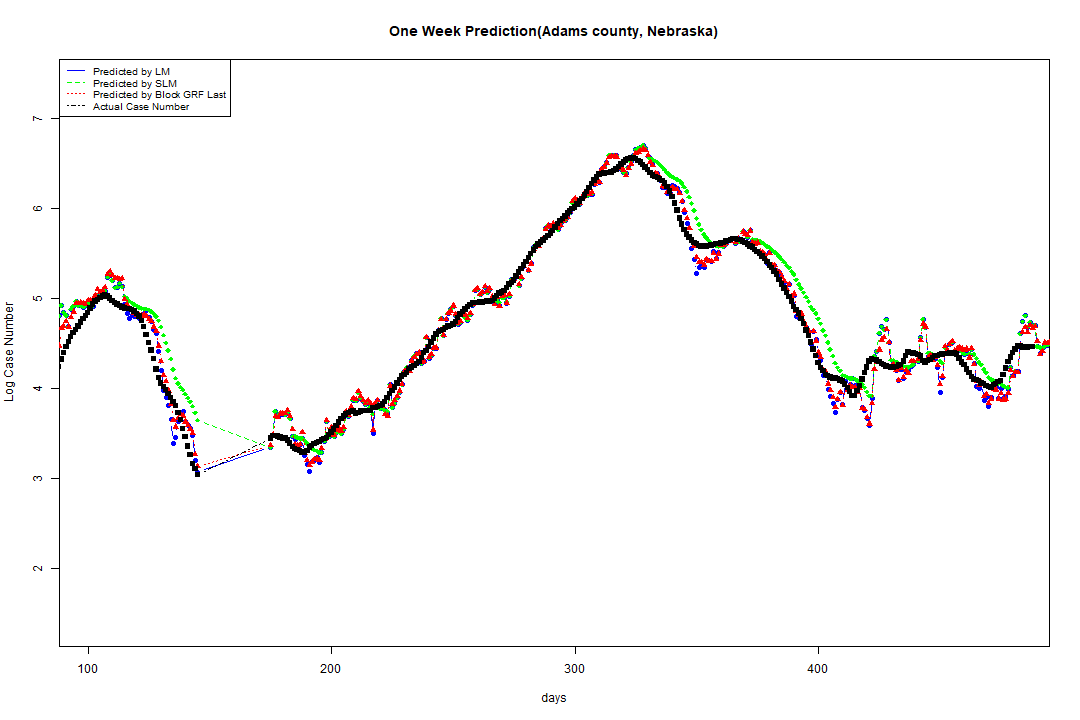 One Week Prediction(Adams county, Nebraska)
Predicted by LM
Predicted by SLM
Predicted by Block GRF Last
Actual Case Number
7
6
5
4
3
2
Log Case Number
100 200 300 400
days